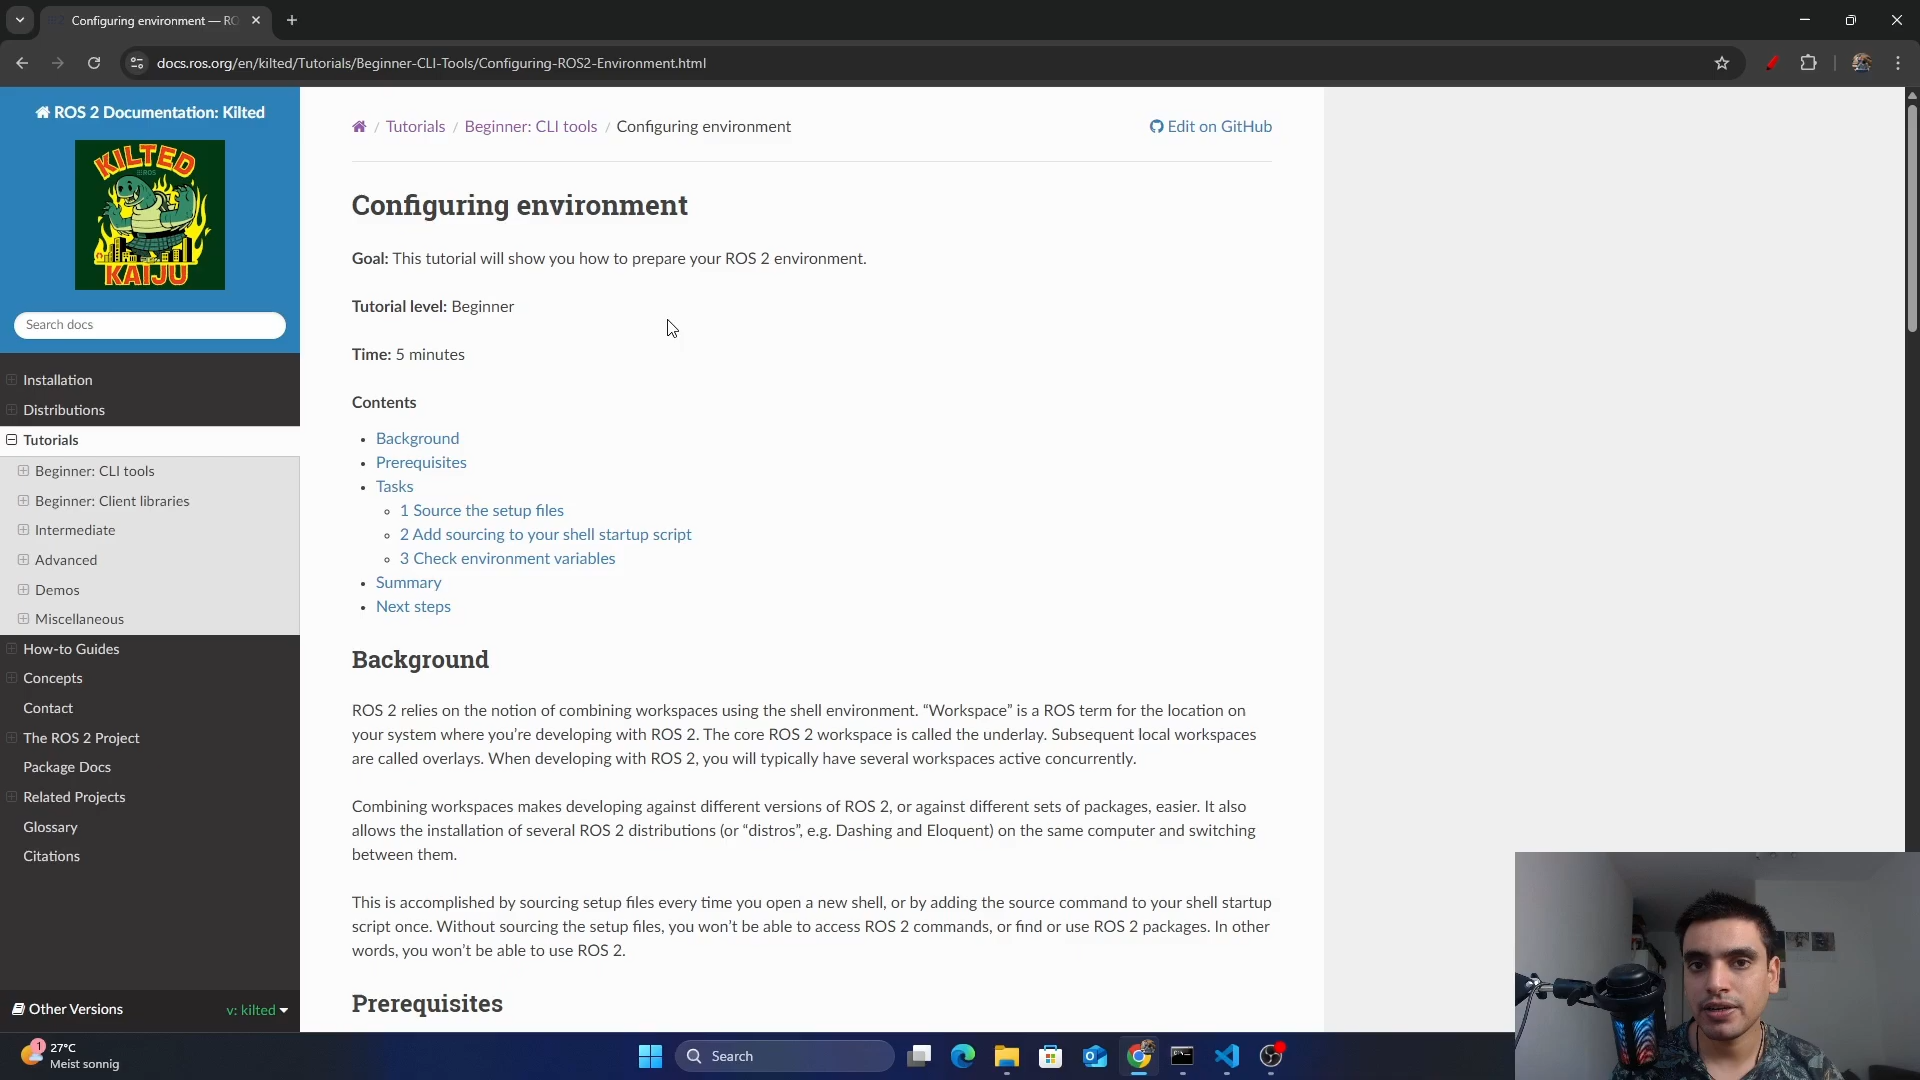 Configuring environment — RO
docs.ros.org/en/kilted/Tutorials/Beginner-CLI-Tools/Configuring-ROS2-Environment.html
ROS 2 Documentation: Kilted
KILTED
ROS
KAIJU
Search docs
Installation
Distributions
Tutorials
Beginner: CLI tools
Beginner: Client libraries
Intermediate
Advanced
Demos
Miscellaneous
How-to Guides
Concepts
Contact
The ROS 2 Project
Package Docs
Related Projects
Glossary
Citations
Other Versions
v: kilted
/ Tutorials / Beginner: CLI tools / Configuring environment
Edit on GitHub
Configuring environment
Goal: This tutorial will show you how to prepare your ROS 2 environment.
Tutorial level: Beginner
Time: 5 minutes
Contents
• Background
• Prerequisites
• Tasks
◦ 1 Source the setup files
◦ 2 Add sourcing to your shell startup script
◦ 3 Check environment variables
• Summary
• Next steps
Background
ROS 2 relies on the notion of combining workspaces using the shell environment. “Workspace” is a ROS term for the location on
your system where you’re developing with ROS 2. The core ROS 2 workspace is called the underlay. Subsequent local workspaces
are called overlays. When developing with ROS 2, you will typically have several workspaces active concurrently.
Combining workspaces makes developing against different versions of ROS 2, or against different sets of packages, easier. It also
allows the installation of several ROS 2 distributions (or “distros”, e.g. Dashing and Eloquent) on the same computer and switching
between them.
This is accomplished by sourcing setup files every time you open a new shell, or by adding the source command to your shell startup
script once. Without sourcing the setup files, you won’t be able to access ROS 2 commands, or find or use ROS 2 packages. In other
words, you won’t be able to use ROS 2.
Prerequisites
1
27°C
Meist sonnig
Search